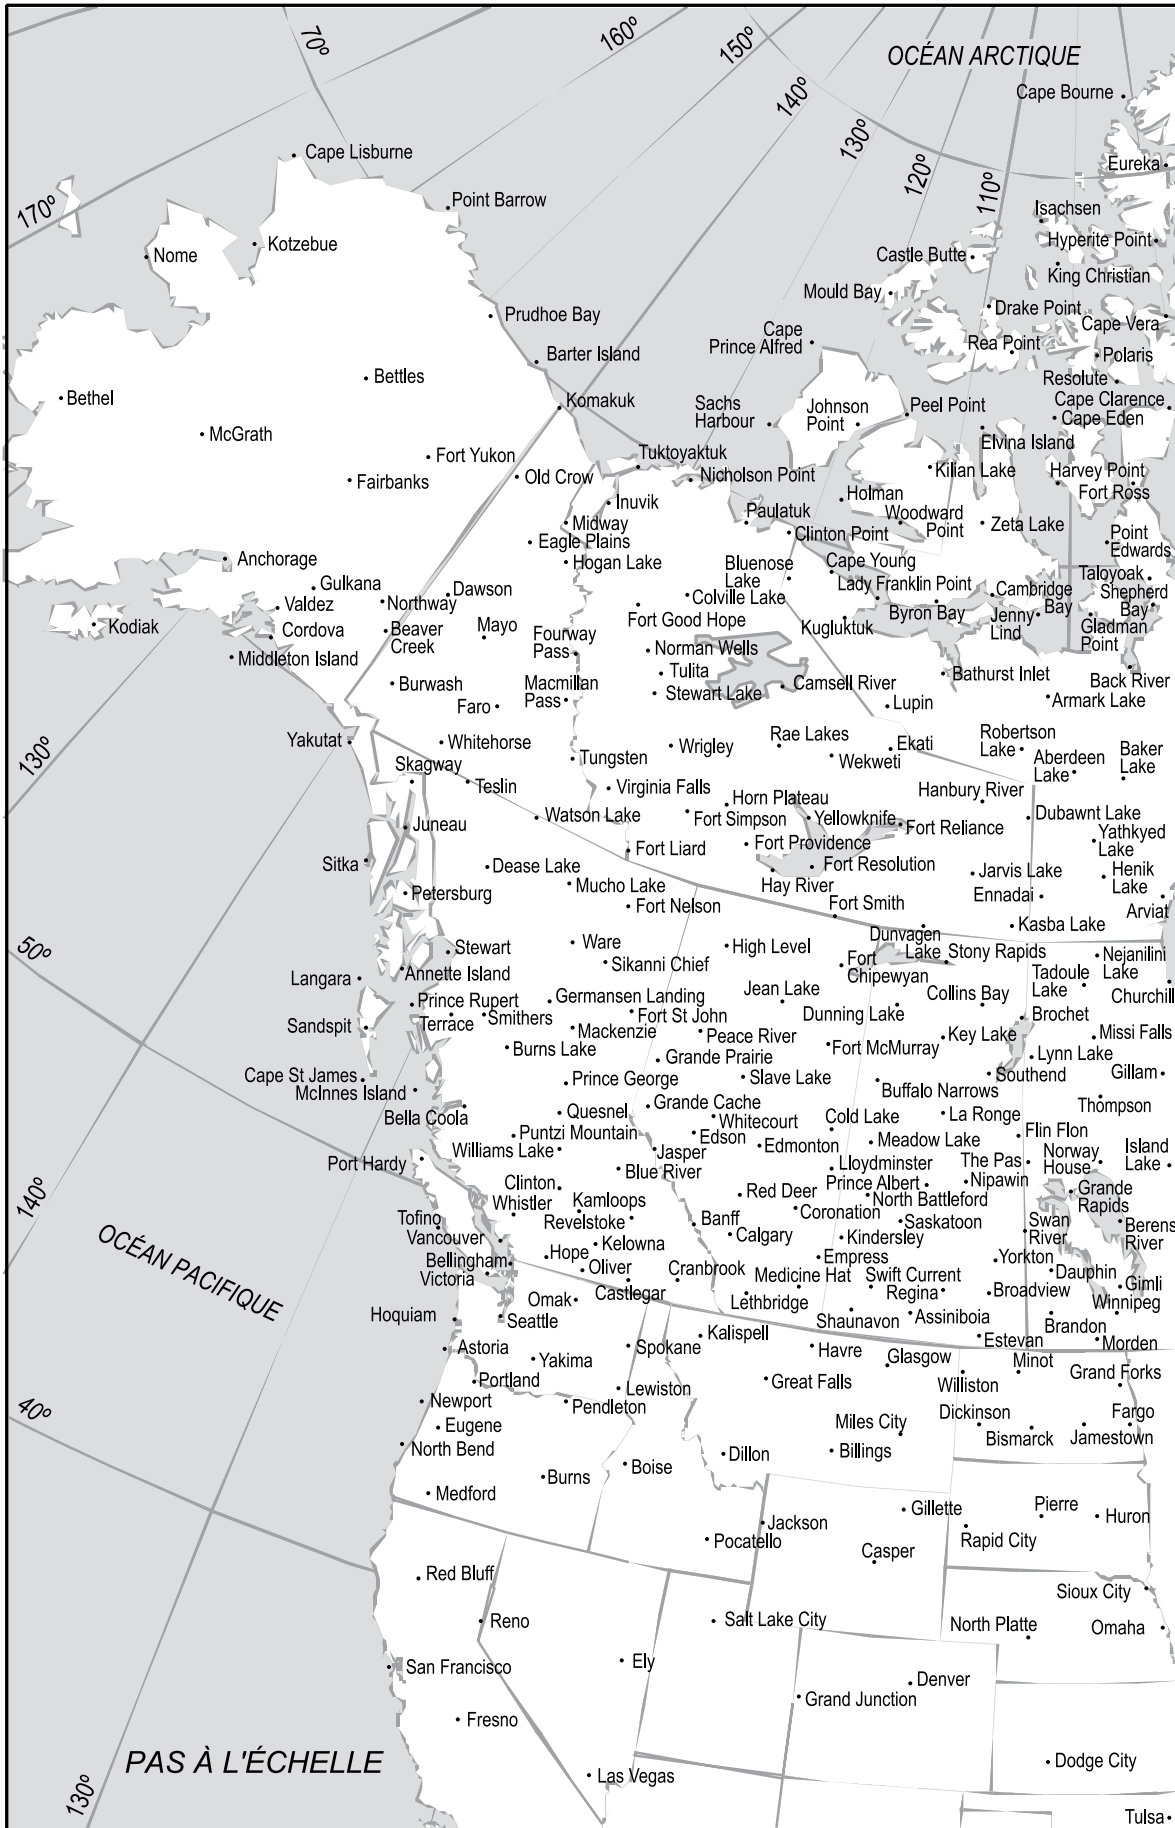 70º
160º
150º
OCÉAN ARCTIQUE
140º
Cape Bourne
130º
Cape Lisburne
Eureka
120º
110º
170º
Point Barrow
Isachsen
Kotzebue
Hyperite Point
Nome
Castle Butte
King Christian
Mould Bay
Drake Point
Prudhoe Bay
Cape Vera
Cape
Prince Alfred
Rea Point
Barter Island
Polaris
Bettles
Resolute
Bethel
Komakuk
Sachs
Harbour
Johnson
Point
Peel Point
Cape Clarence
Cape Eden
McGrath
Elvina Island
Fort Yukon
Tuktoyaktuk
Old Crow
Nicholson Point
Kilian Lake
Harvey Point
Fairbanks
Fort Ross
Inuvik
Holman
Midway
Paulatuk
Woodward
Point
Zeta Lake
Eagle Plains
Clinton Point
Point
Edwards
Anchorage
Hogan Lake
Bluenose
Lake
Cape Young
Taloyoak
Gulkana
Lady Franklin Point
Cambridge
Bay
Shepherd
Bay
Dawson
Colville Lake
Valdez
Northway
Fort Good Hope
Byron Bay
Jenny
Lind
Kodiak
Cordova
Beaver
Creek
Mayo
Fourway
Pass
Kugluktuk
Gladman
Point
Middleton Island
Norman Wells
Tulita
Bathurst Inlet
Back River
Burwash
Macmillan
Pass
Stewart Lake
Camsell River
Faro
Lupin
Armark Lake
130º
Yakutat
Whitehorse
Wrigley
Rae Lakes
Ekati
Robertson
Lake
Baker
Lake
Tungsten
Wekweti
Aberdeen
Lake
Skagway
Teslin
Virginia Falls
Hanbury River
Horn Plateau
Watson Lake
Fort Simpson
Yellowknife
Dubawnt Lake
Juneau
Fort Reliance
Fort Providence
Yathkyed
Lake
Sitka
Fort Liard
Dease Lake
Fort Resolution
Jarvis Lake
Henik
Lake
Mucho Lake
Hay River
Petersburg
Ennadai
Fort Nelson
Fort Smith
Arviat
Kasba Lake
50º
Stewart
Ware
High Level
Dunvagen
Lake
Stony Rapids
Nejanilini
Lake
Sikanni Chief
Fort
Chipewyan
Langara
Annette Island
Tadoule
Lake
Jean Lake
Churchill
Prince Rupert
Germansen Landing
Collins Bay
Terrace
Smithers
Fort St John
Dunning Lake
Brochet
Sandspit
Mackenzie
Peace River
Key Lake
Missi Falls
Burns Lake
Fort McMurray
Grande Prairie
Lynn Lake
Cape St James
Prince George
Slave Lake
Southend
Gillam
McInnes Island
Buffalo Narrows
Bella Coola
Quesnel
Grande Cache
Thompson
Whitecourt
Cold Lake
La Ronge
Puntzi Mountain
Edson
Flin Flon
Williams Lake
Jasper
Edmonton
Meadow Lake
Norway
House
Island
Lake
Port Hardy
Blue River
Lloydminster
The Pas
140º
Clinton
Prince Albert
Nipawin
Red Deer
North Battleford
Grande
Rapids
Whistler
Kamloops
Coronation
Tofino
Revelstoke
Banff
Saskatoon
Swan
River
Berens
River
OCÉAN PACIFIQUE
Vancouver
Kelowna
Calgary
Kindersley
Bellingham
Hope
Empress
Yorkton
Victoria
Oliver
Cranbrook
Medicine Hat
Swift Current
Dauphin
Gimli
Omak
Castlegar
Lethbridge
Regina
Broadview
Winnipeg
Hoquiam
Seattle
Shaunavon
Assiniboia
Brandon
Kalispell
Estevan
Morden
Astoria
Spokane
Havre
Yakima
Glasgow
Minot
Portland
Great Falls
Williston
Grand Forks
Lewiston
40º
Newport
Pendleton
Eugene
Miles City
Dickinson
Fargo
North Bend
Billings
Bismarck
Jamestown
Dillon
Boise
Burns
Medford
Gillette
Pierre
Huron
Jackson
Pocatello
Rapid City
Casper
Red Bluff
Sioux City
Reno
Salt Lake City
North Platte
Omaha
San Francisco
Ely
Denver
Grand Junction
Fresno
PAS À L'ÉCHELLE
Las Vegas
Dodge City
130º
Tulsa